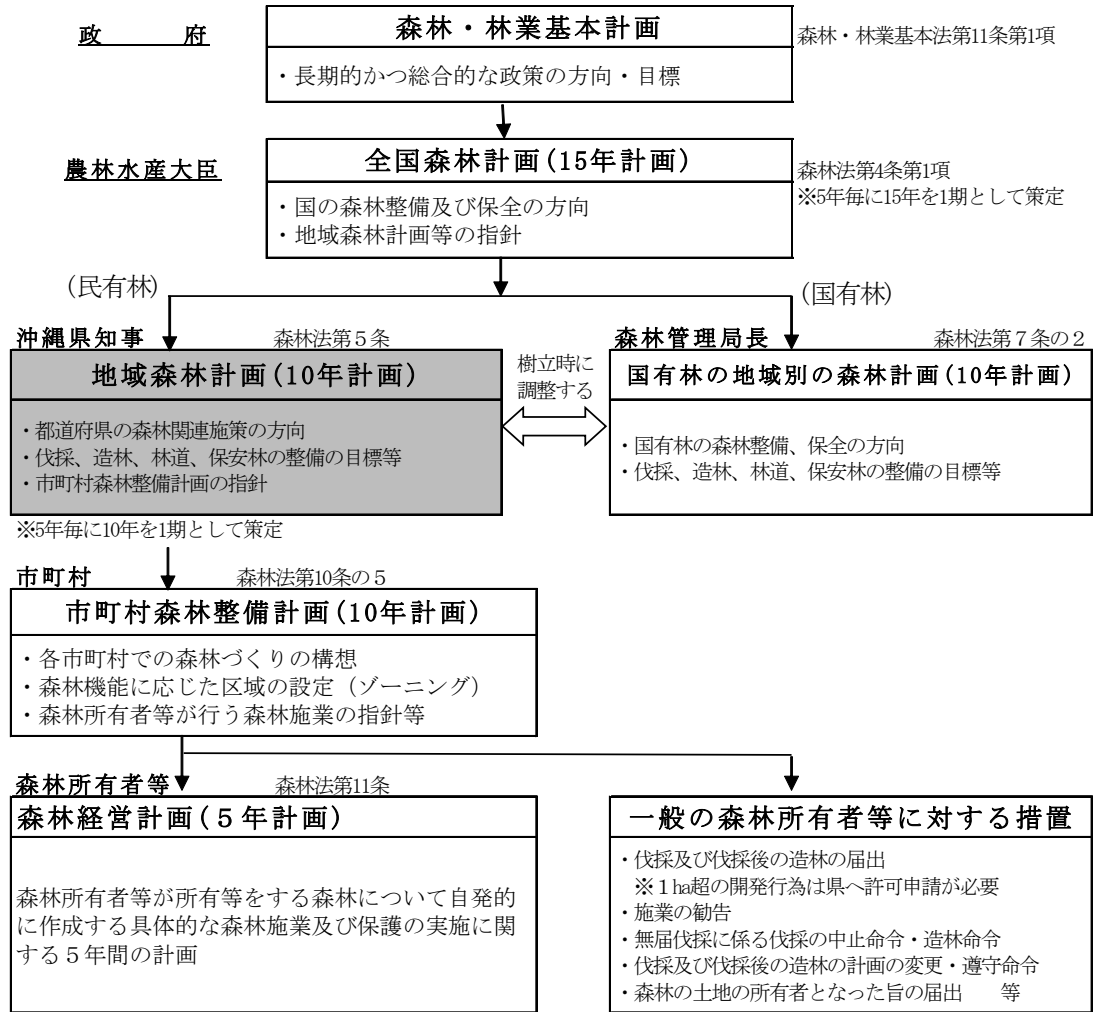 政　　　府
森林・林業基本計画
森林・林業基本法第11条第1項
・長期的かつ総合的な政策の方向・目標
農林水産大臣
全国森林計画(15年計画)
森林法第4条第1項
※5年毎に15年を1期として策定
・国の森林整備及び保全の方向
・地域森林計画等の指針
(民有林)
(国有林)
沖縄県知事
森林法第5条
地域森林計画(10年計画)
・都道府県の森林関連施策の方向
・伐採、造林、林道、保安林の整備の目標等
・市町村森林整備計画の指針
※5年毎に10年を1期として策定
樹立時に
調整する
森林管理局長
森林法第７条の２
国有林の地域別の森林計画(10年計画)
・国有林の森林整備、保全の方向
・伐採、造林、林道、保安林の整備の目標等
市町村
森林法第10条の５
市町村森林整備計画(10年計画)
・各市町村での森林づくりの構想
・森林機能に応じた区域の設定（ゾーニング）
・森林所有者等が行う森林施業の指針等
森林所有者等
森林法第11条
森林経営計画(５年計画)
森林所有者等が所有等をする森林について自発的
に作成する具体的な森林施業及び保護の実施に関
する５年間の計画
一般の森林所有者等に対する措置
・伐採及び伐採後の造林の届出
※１ha超の開発行為は県へ許可申請が必要
・施業の勧告
・無届伐採に係る伐採の中止命令・造林命令
・伐採及び伐採後の造林の計画の変更・遵守命令
・森林の土地の所有者となった旨の届出　　等